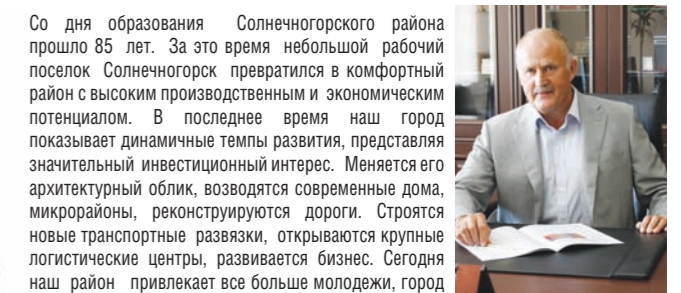 Со дня образования Солнечногорского района
прошло 85 лет. За это время небольшой рабочий
поселок Солнечногорск превратился в комфортный
район с высоким производственным и экономическим
потенциалом. В последнее время наш город
показывает динамичные темпы развития, представляя
значительный инвестиционный интерес. Меняется его
архитектурный облик, возводятся современные дома,
микрорайоны, реконструируются дороги. Строятся
новые транспортные развязки, открываются крупные
логистические центры, развивается бизнес. Сегодня
наш район привлекает все больше молодежи, город